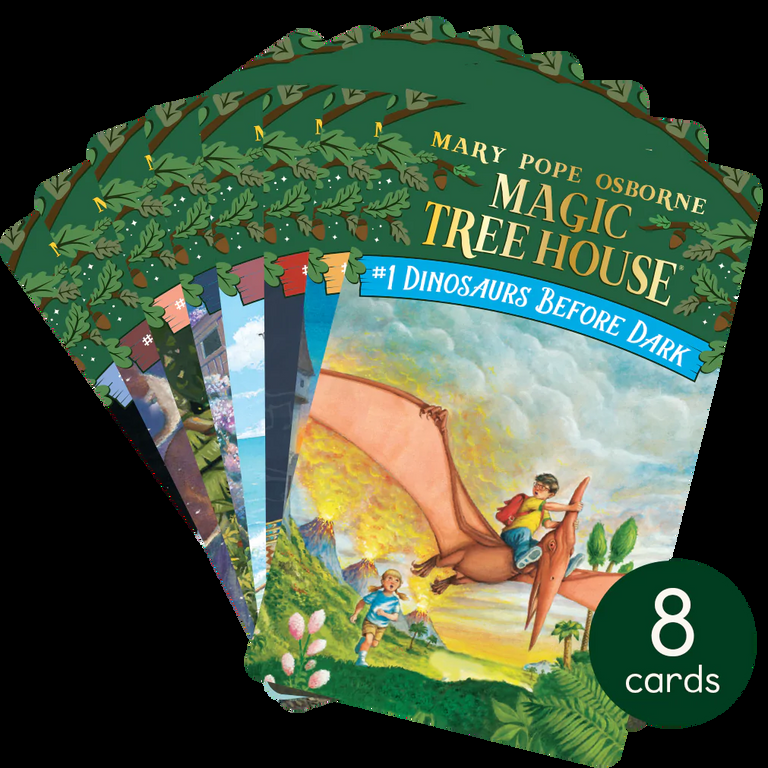 MARY POPE OSBORNE
MAGIC
TREE HOUSE®
#1 DINOSAURS BEFORE DARK
8
cards